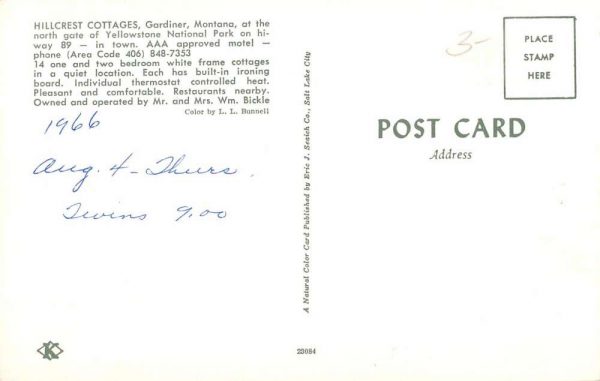 HILLCREST COTTAGES, Gardiner, Montana, at the
north gate of Yellowstone National Park on hi-
way 89 — in town. AAA approved motel —
phone (Area Code 406) 848-7353
14 one and two bedroom white frame cottages
in a quiet location. Each has built-in ironing
board. Individual thermostat controlled heat.
Pleasant and comfortable. Restaurants nearby.
Owned and operated by Mr. and Mrs. Wm. Bickle
Color by L. L. Bunnell
1966
Aug. 4 - Thurs.
Twins 9.00
K
A Natural Color Card Published by Eric J. Seaich Co., Salt Lake City
25084
3-
PLACE
STAMP
HERE
POST CARD
Address